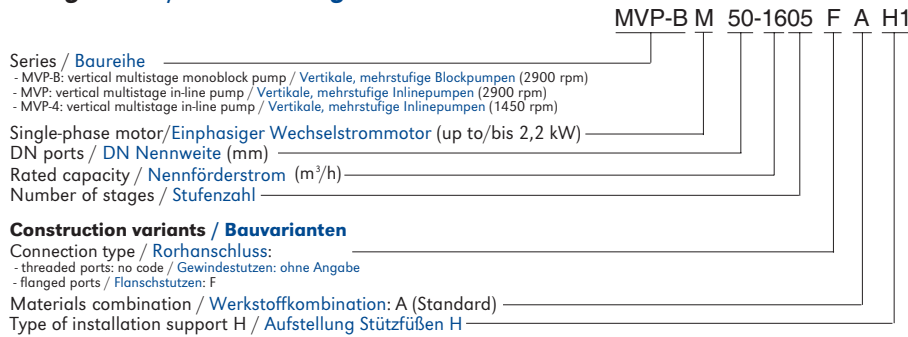 MVP-B M 50-1605 F A H1
Series / Baureihe
- MVP-B: vertical multistage monoblock pump / Vertikale, mehrstufige Blockpumpen (2900 rpm)
- MVP: vertical multistage in-line pump / Vertikale, mehrstufige Inlinepumpen (2900 rpm)
- MVP-4: vertical multistage in-line pump / Vertikale, mehrstufige Inlinepumpen (1450 rpm)
Single-phase motor/Einphasiger Wechselstrommotor (up to/bis 2,2 kW)
DN ports / DN Nennweite (mm)
Rated capacity / Nennförderstrom (m³/h)
Number of stages / Stufenzahl
Construction variants / Bauvarianten
Connection type / Rorhanschluss:
- threaded ports: no code / Gewindestutzen: ohne Angabe
- flanged ports / Flanschstutzen: F
Materials combination / Werkstoffkombination: A (Standard)
Type of installation support H / Aufstellung Stützfüßen H